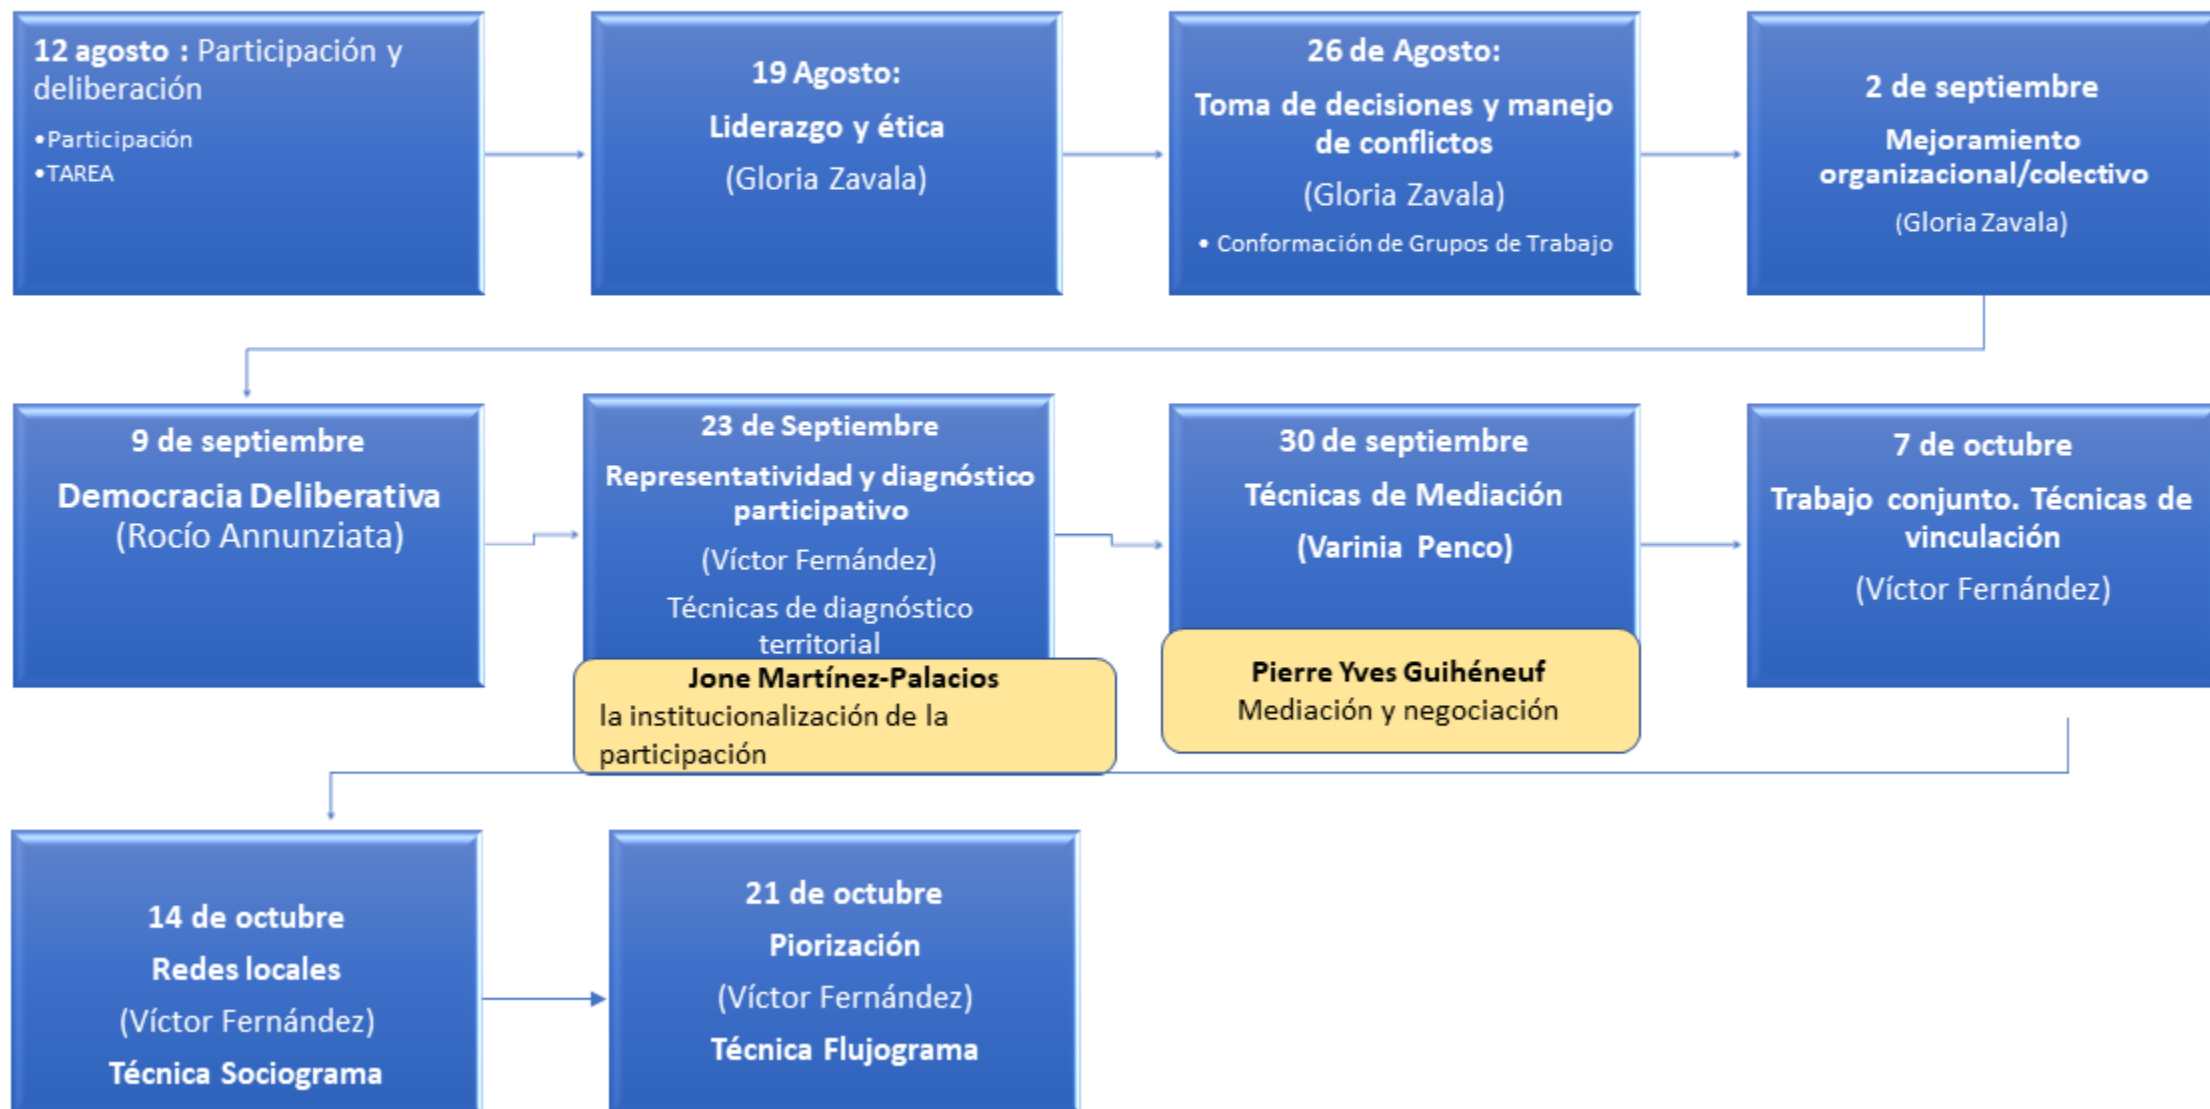 12 agosto : Participación y
deliberación
•Participación
•TAREA
19 Agosto:
Liderazgo y ética
(Gloria Zavala)
26 de Agosto:
Toma de decisiones y manejo
de conflictos
(Gloria Zavala)
• Conformación de Grupos de Trabajo
2 de septiembre
Mejoramiento
organizacional/colectivo
(Gloria Zavala)
9 de septiembre
Democracia Deliberativa
(Rocío Annunziata)
23 de Septiembre
Representatividad y diagnóstico
participativo
(Víctor Fernández)
Técnicas de diagnóstico
territorial
Jone Martínez-Palacios
la institucionalización de la
participación
30 de septiembre
Técnicas de Mediación
(Varinia Penco)
Pierre Yves Guihéneuf
Mediación y negociación
7 de octubre
Trabajo conjunto. Técnicas de
vinculación
(Víctor Fernández)
14 de octubre
Redes locales
(Víctor Fernández)
Técnica Sociograma
21 de octubre
Piorización
(Víctor Fernández)
Técnica Flujograma